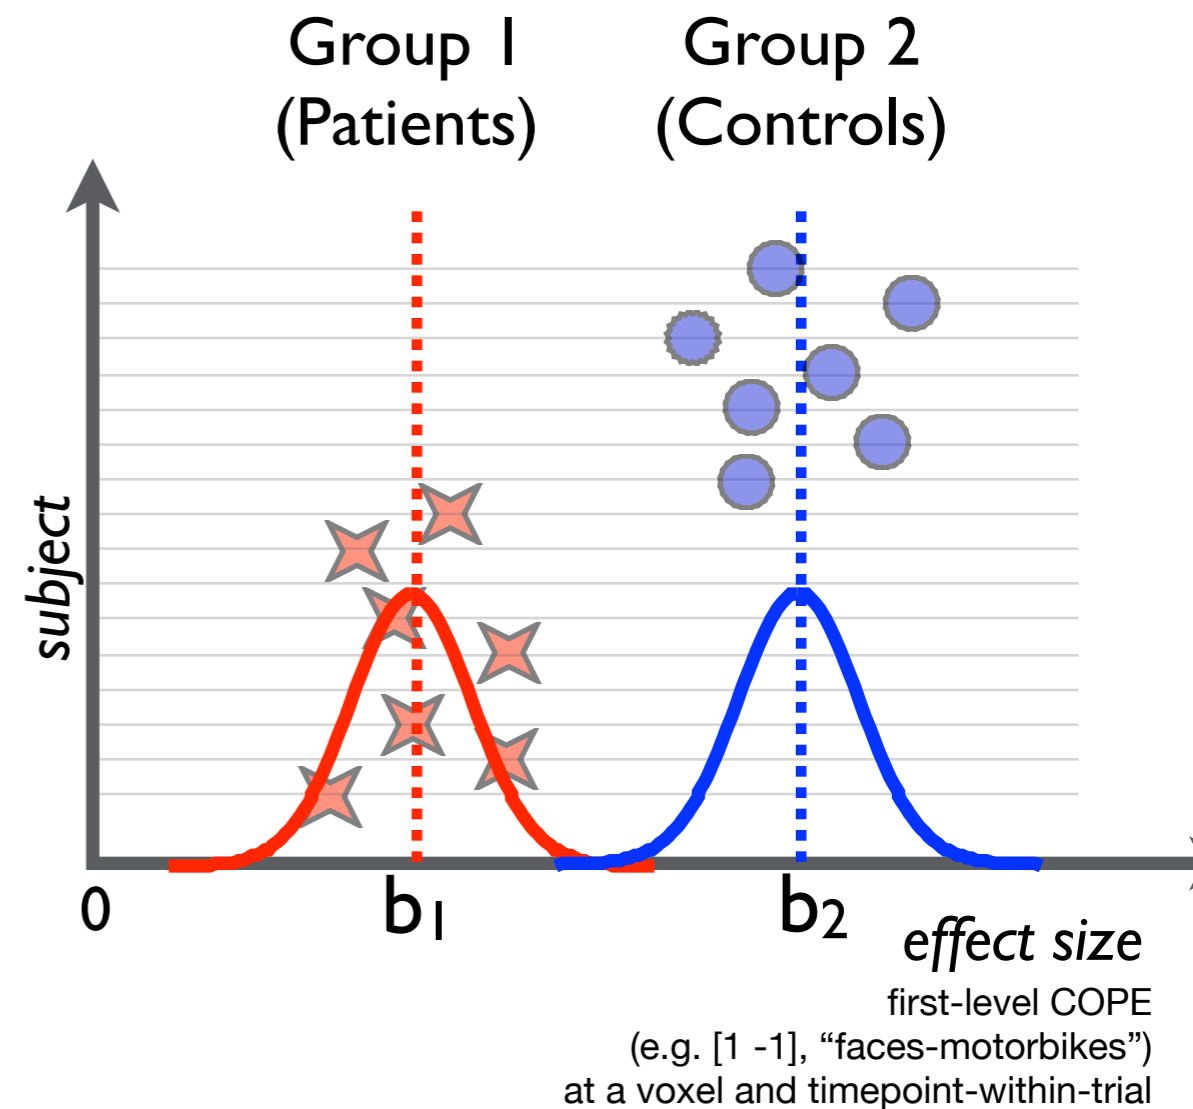 Group 1
(Patients)
Group 2
(Controls)
subject
0
b1
b2
effect size
first-level COPE
(e.g. [1 -1], “faces-motorbikes”)
at a voxel and timepoint-within-trial